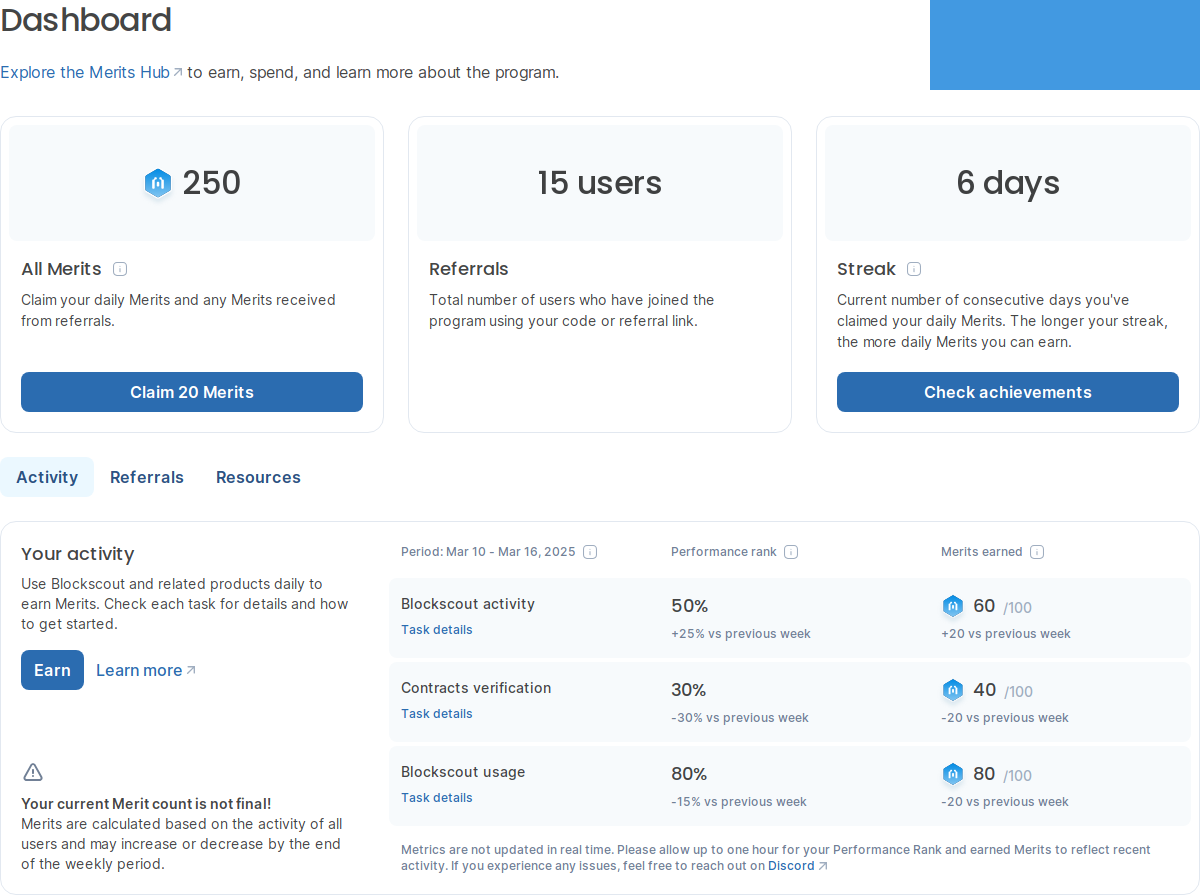 Dashboard
Explore the Merits Hub to earn, spend, and learn more about the program.
250
All Merits
Claim your daily Merits and any Merits received
from referrals.
Claim 20 Merits
15 users
Referrals
Total number of users who have joined the
program using your code or referral link.
6 days
Streak
Current number of consecutive days you've
claimed your daily Merits. The longer your streak,
the more daily Merits you can earn.
Check achievements
Activity Referrals Resources
Your activity
Use Blockscout and related products daily to
earn Merits. Check each task for details and how
to get started.
Earn Learn more
Your current Merit count is not final!
Merits are calculated based on the activity of all
users and may increase or decrease by the end
of the weekly period.
Period: Mar 10 - Mar 16, 2025 Performance rank Merits earned
Blockscout activity 50% 60 /100
Task details +25% vs previous week +20 vs previous week
Contracts verification 30% 40 /100
Task details -30% vs previous week -20 vs previous week
Blockscout usage 80% 80 /100
Task details -15% vs previous week -20 vs previous week
Metrics are not updated in real time. Please allow up to one hour for your Performance Rank and earned Merits to reflect recent
activity. If you experience any issues, feel free to reach out on Discord